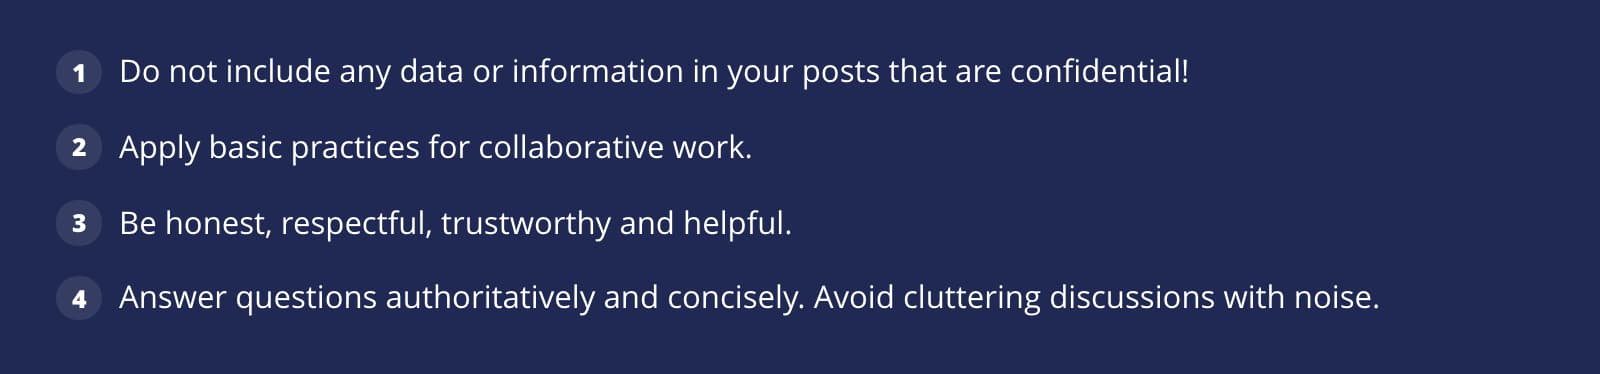 1 Do not include any data or information in your posts that are confidential!
2 Apply basic practices for collaborative work.
3 Be honest, respectful, trustworthy and helpful.
4 Answer questions authoritatively and concisely. Avoid cluttering discussions with noise.